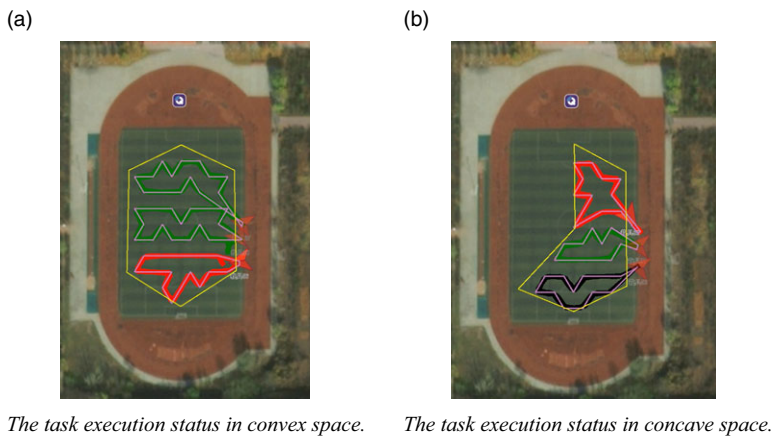 (a)
(b)
The task execution status in convex space.
The task execution status in concave space.